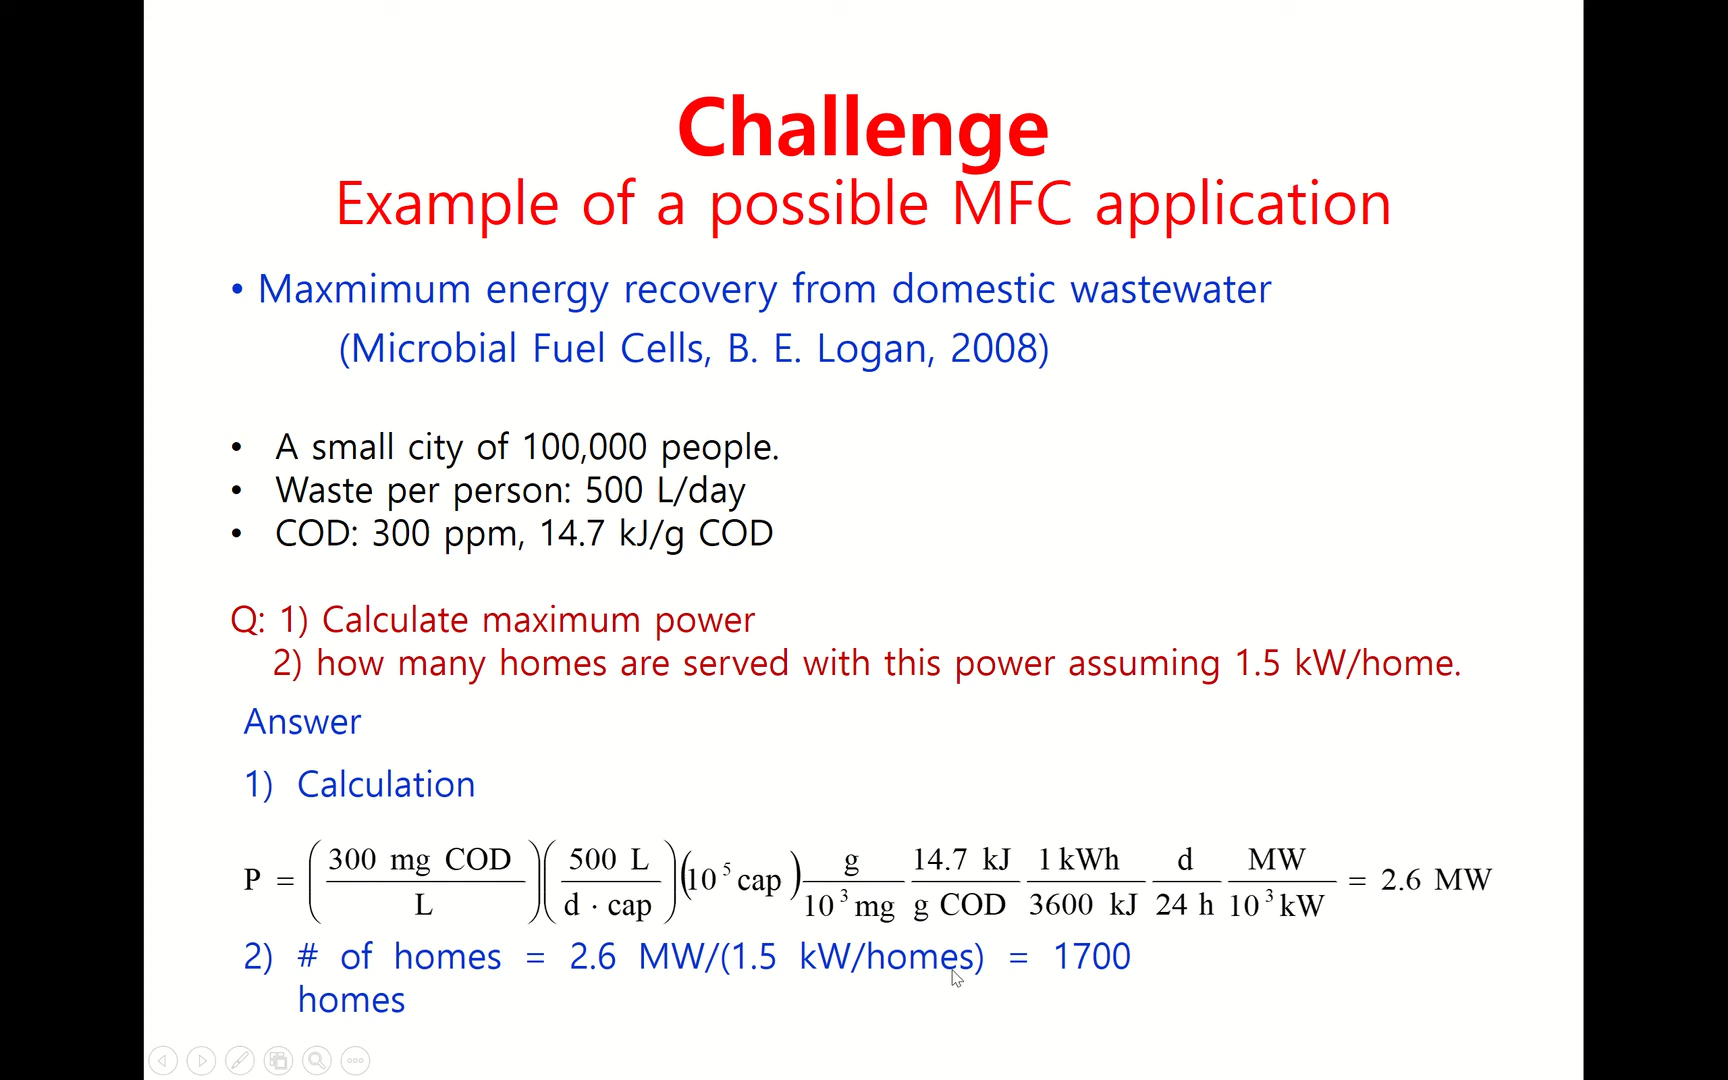 Challenge
Example of a possible MFC application
• Maxmimum energy recovery from domestic wastewater
(Microbial Fuel Cells, B. E. Logan, 2008)
• A small city of 100,000 people.
• Waste per person: 500 L/day
• COD: 300 ppm, 14.7 kJ/g COD
Q: 1) Calculate maximum power
2) how many homes are served with this power assuming 1.5 kW/home.
Answer
1) Calculation
P = (300 mg COD / L)(500 L / d · cap)(10^5 cap) g / 10^3 mg 14.7 kJ / g COD 1 kWh / 3600 kJ d / 24 h MW / 10^3 kW = 2.6 MW
2) # of homes = 2.6 MW/(1.5 kW/homes) = 1700
homes